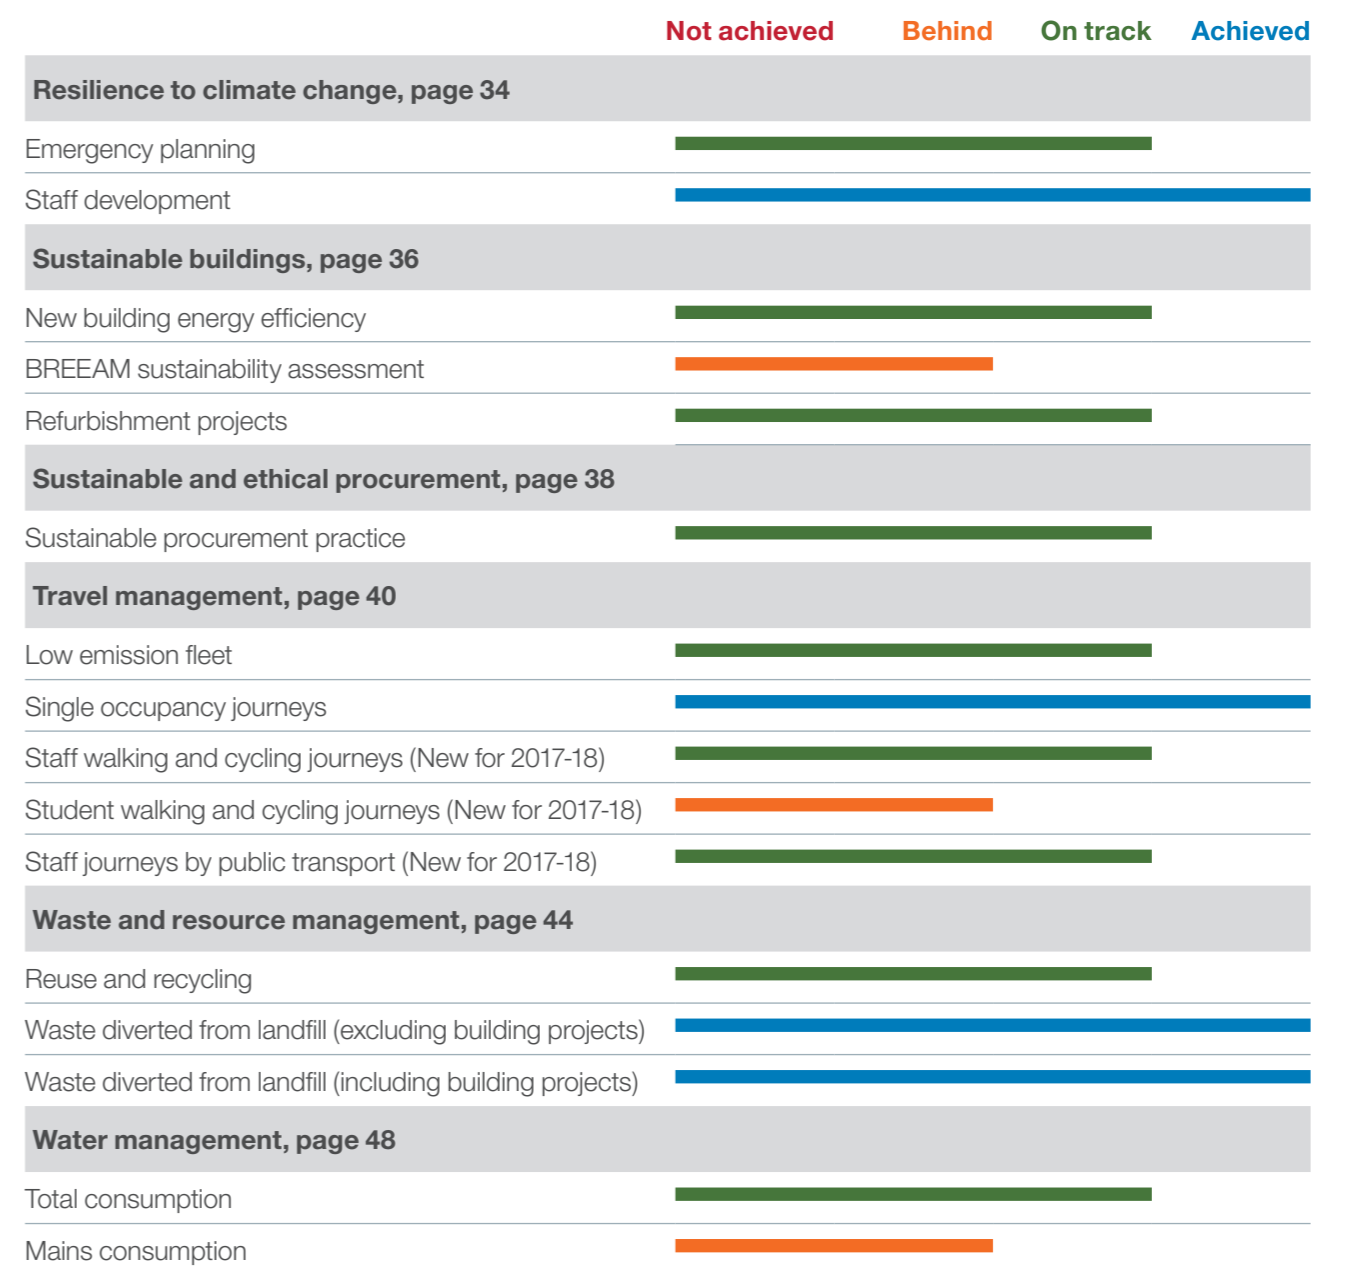 Not achieved Behind On track Achieved
Resilience to climate change, page 34
Emergency planning
Staff development
Sustainable buildings, page 36
New building energy efficiency
BREEAM sustainability assessment
Refurbishment projects
Sustainable and ethical procurement, page 38
Sustainable procurement practice
Travel management, page 40
Low emission fleet
Single occupancy journeys
Staff walking and cycling journeys (New for 2017-18)
Student walking and cycling journeys (New for 2017-18)
Staff journeys by public transport (New for 2017-18)
Waste and resource management, page 44
Reuse and recycling
Waste diverted from landfill (excluding building projects)
Waste diverted from landfill (including building projects)
Water management, page 48
Total consumption
Mains consumption